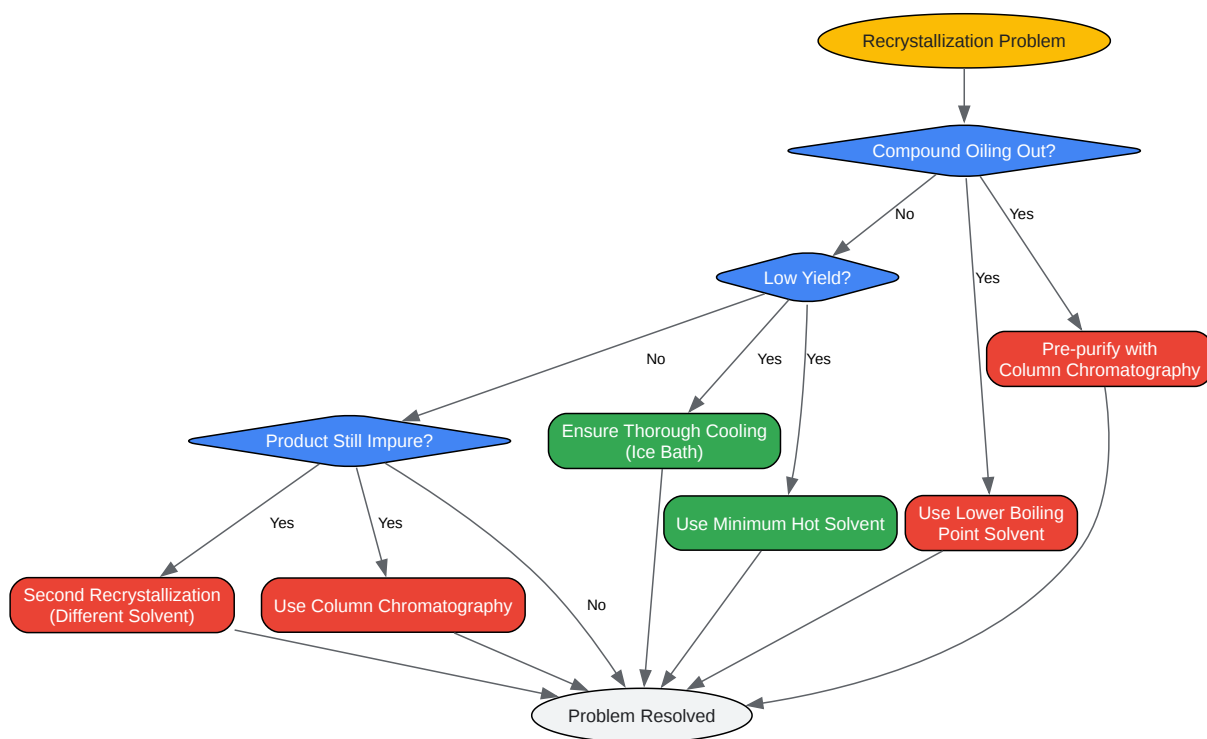 Recrystallization Problem
Compound Oiling Out?
No
Yes
Yes
Low Yield?
Pre-purify with
Column Chromatography
No
Yes
Yes
Ensure Thorough Cooling
(Ice Bath)
Product Still Impure?
Use Minimum Hot Solvent
Use Lower Boiling
Point Solvent
Yes
Yes
Second Recrystallization
(Different Solvent)
Use Column Chromatography
No
Problem Resolved